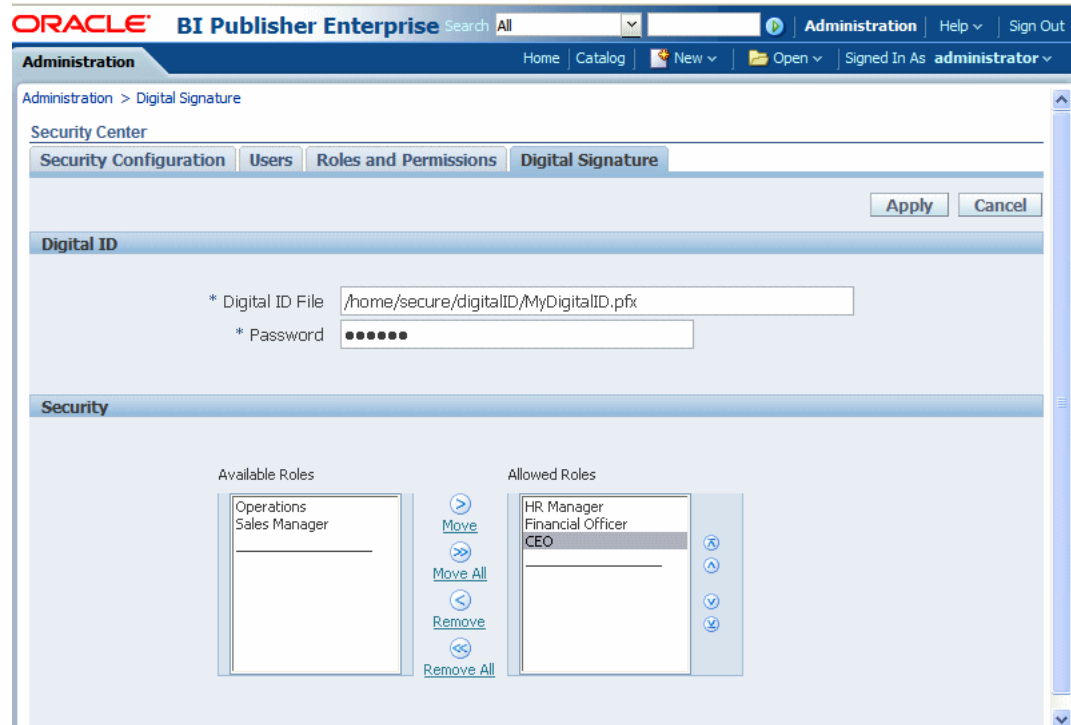 ORACLE BI Publisher Enterprise Search All Administration Help Sign Out
Administration Home Catalog New Open Signed In As administrator
Administration > Digital Signature
Security Center
Security Configuration Users Roles and Permissions Digital Signature
Apply Cancel
Digital ID
* Digital ID File /home/secure/digitalID/MyDigitalID.pfx
* Password ●●●●●●
Security
Available Roles Allowed Roles
Operations
Sales Manager
Move
Move All
Remove
Remove All
HR Manager
Financial Officer
CEO